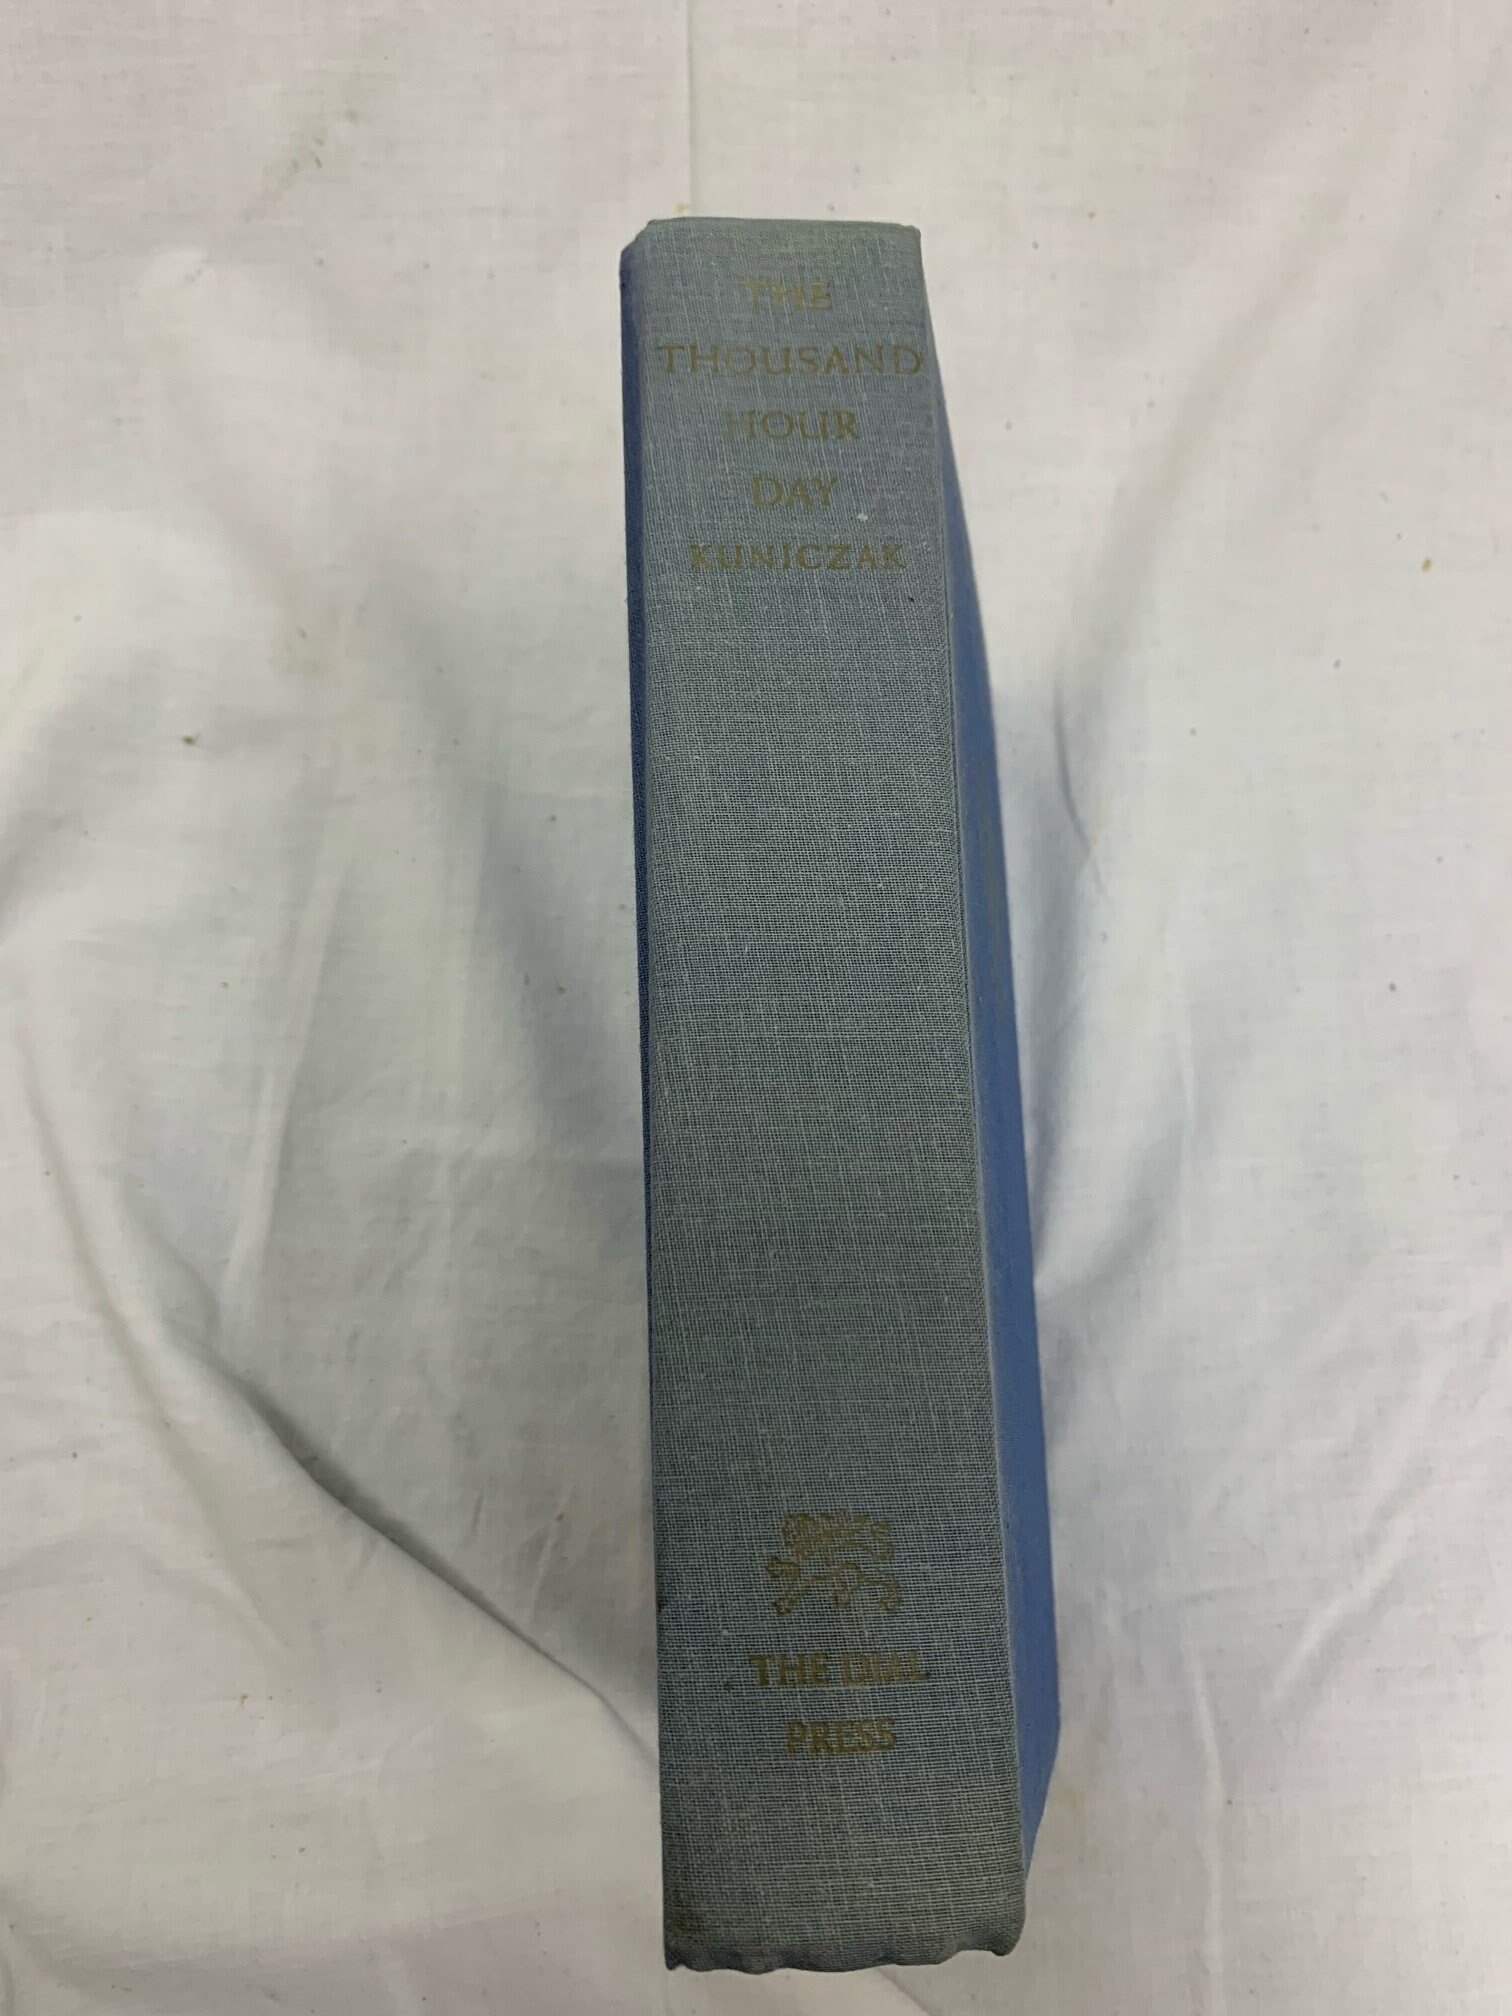 THE
THOUSAND
HOUR
DAY
KUNICZAK
THE DIAL
PRESS